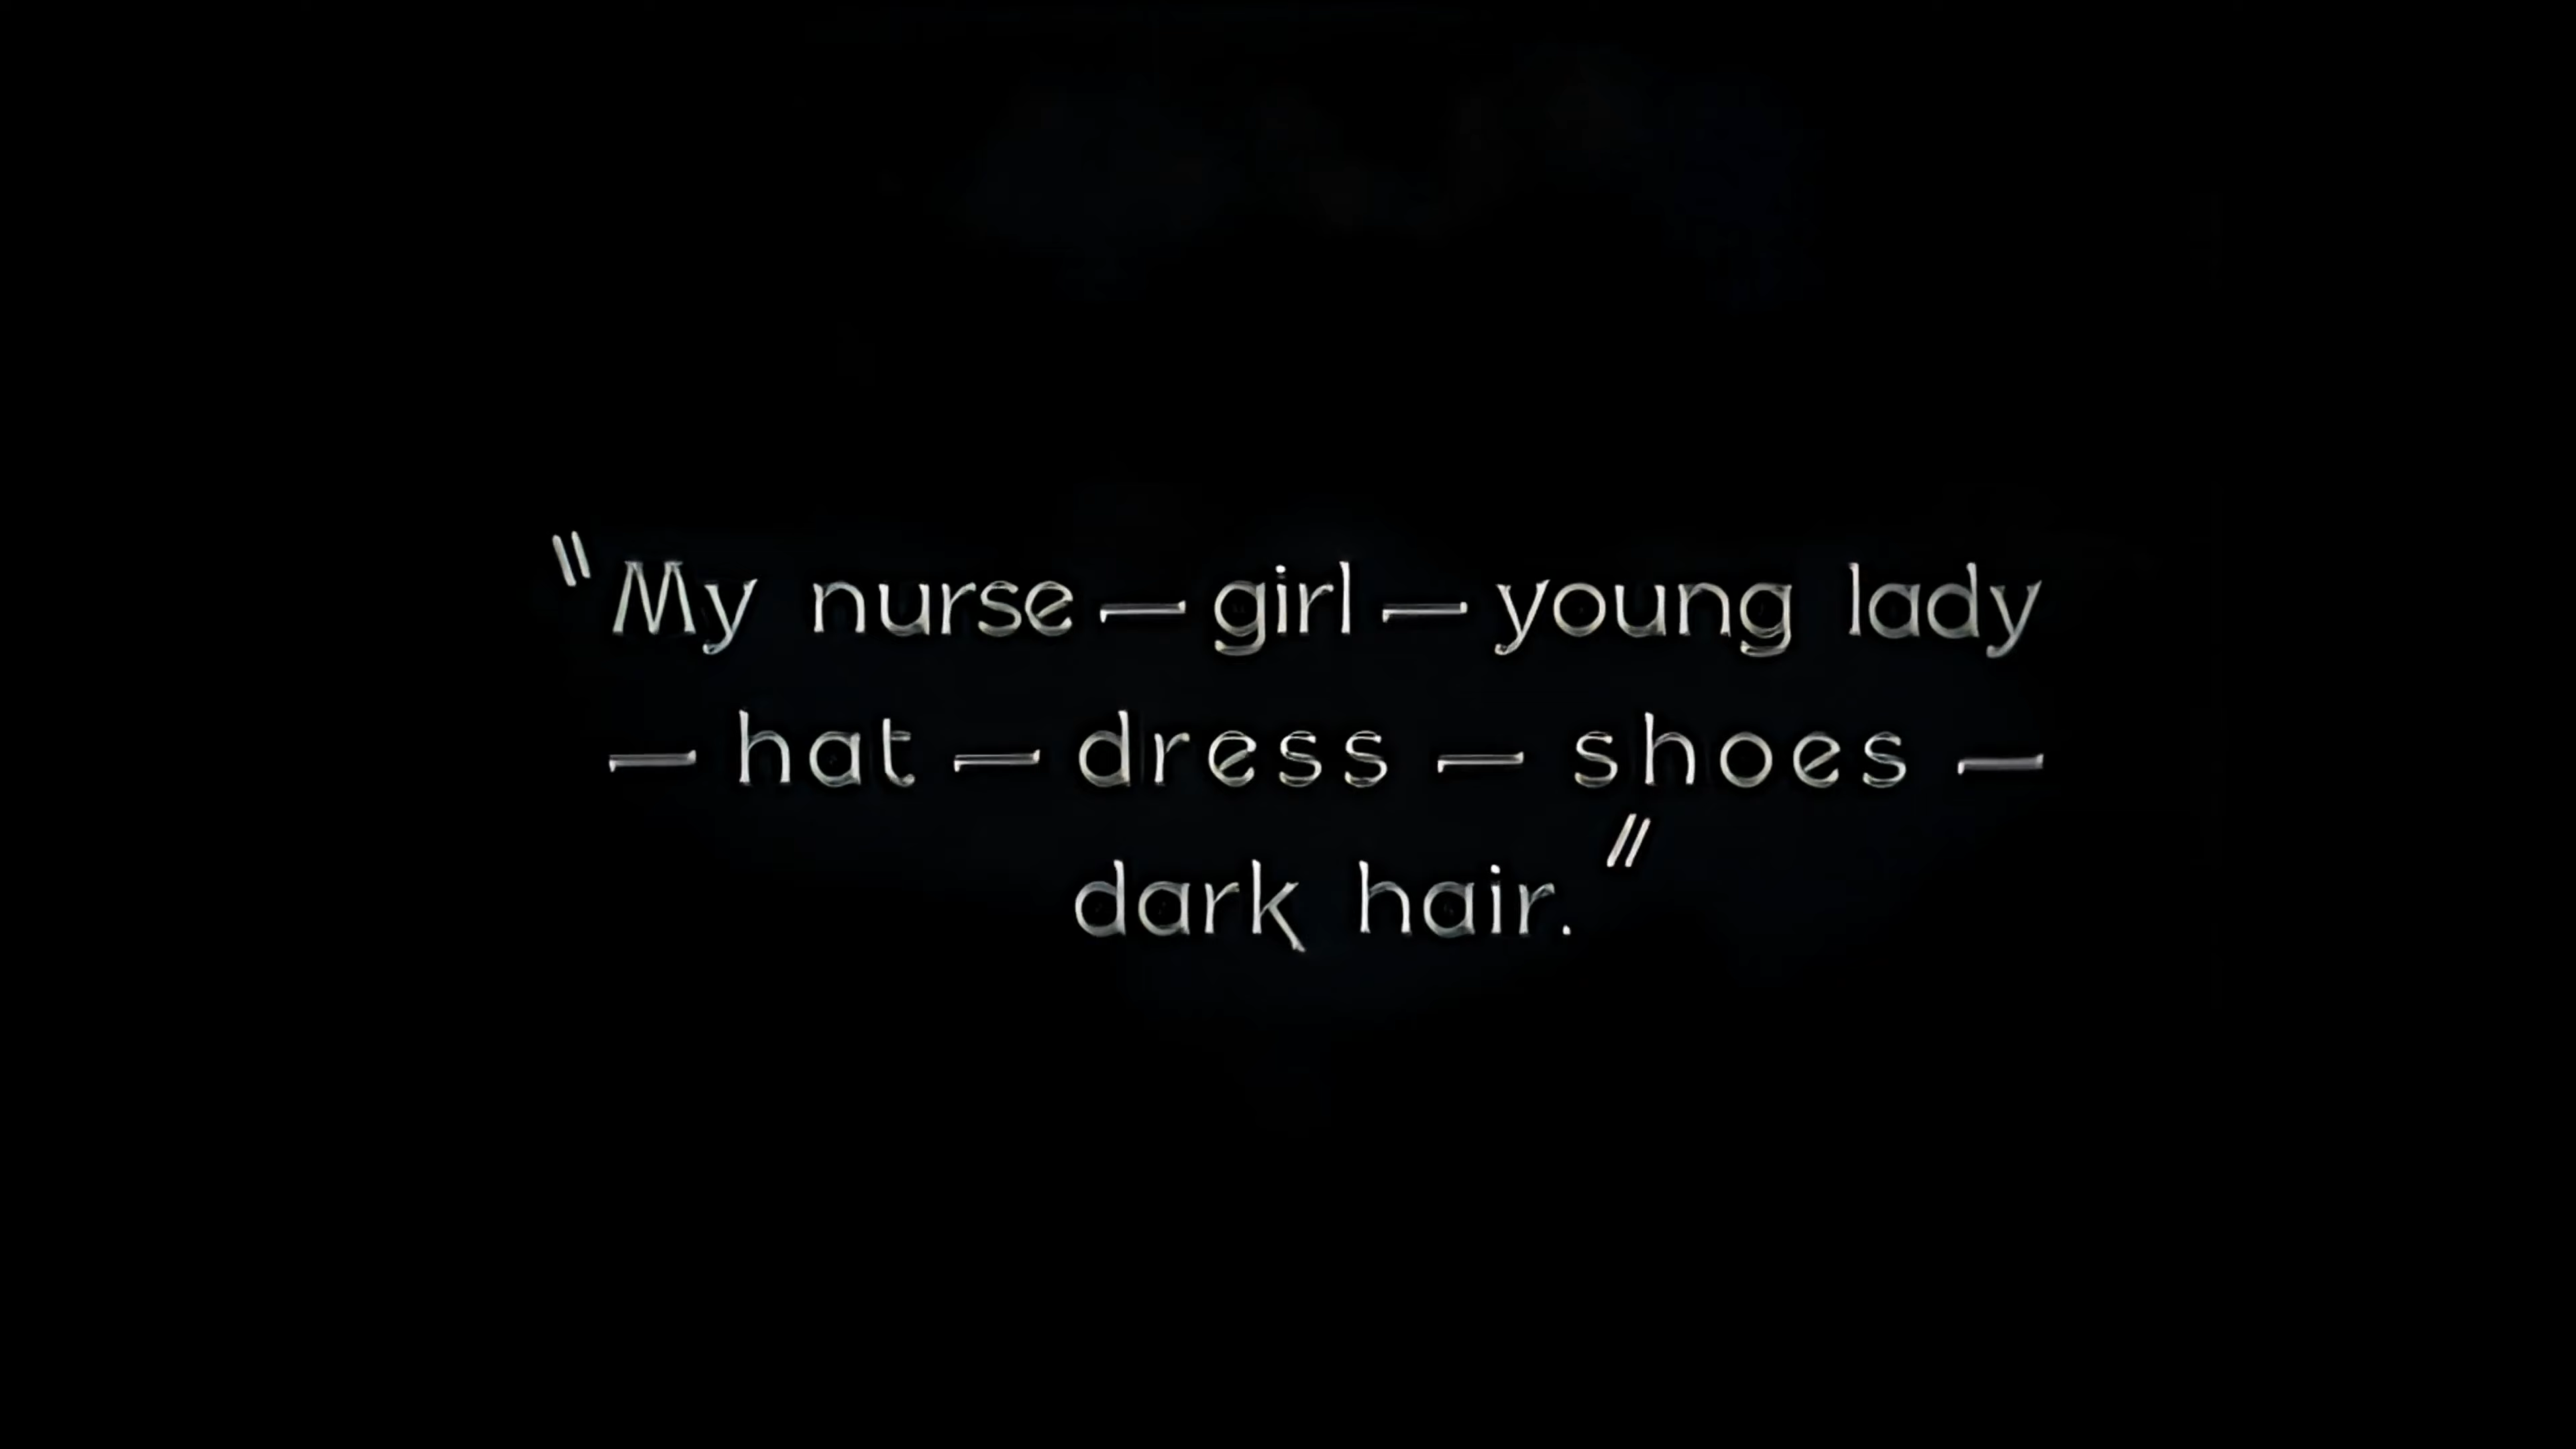 "My nurse — girl — young lady
— hat — dress — shoes —
dark hair."